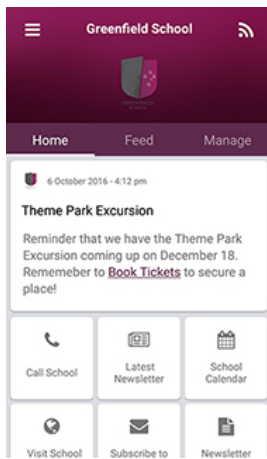 Greenfield School
GREENFIELD
SCHOOL
Home Feed Manage
6 October 2016 - 4:12 pm
Theme Park Excursion
Reminder that we have the Theme Park
Excursion coming up on December 18.
Rememeber to Book Tickets to secure a
place!
Call School
Latest
Newsletter
School
Calendar
Visit School
Subscribe to
Newsletter